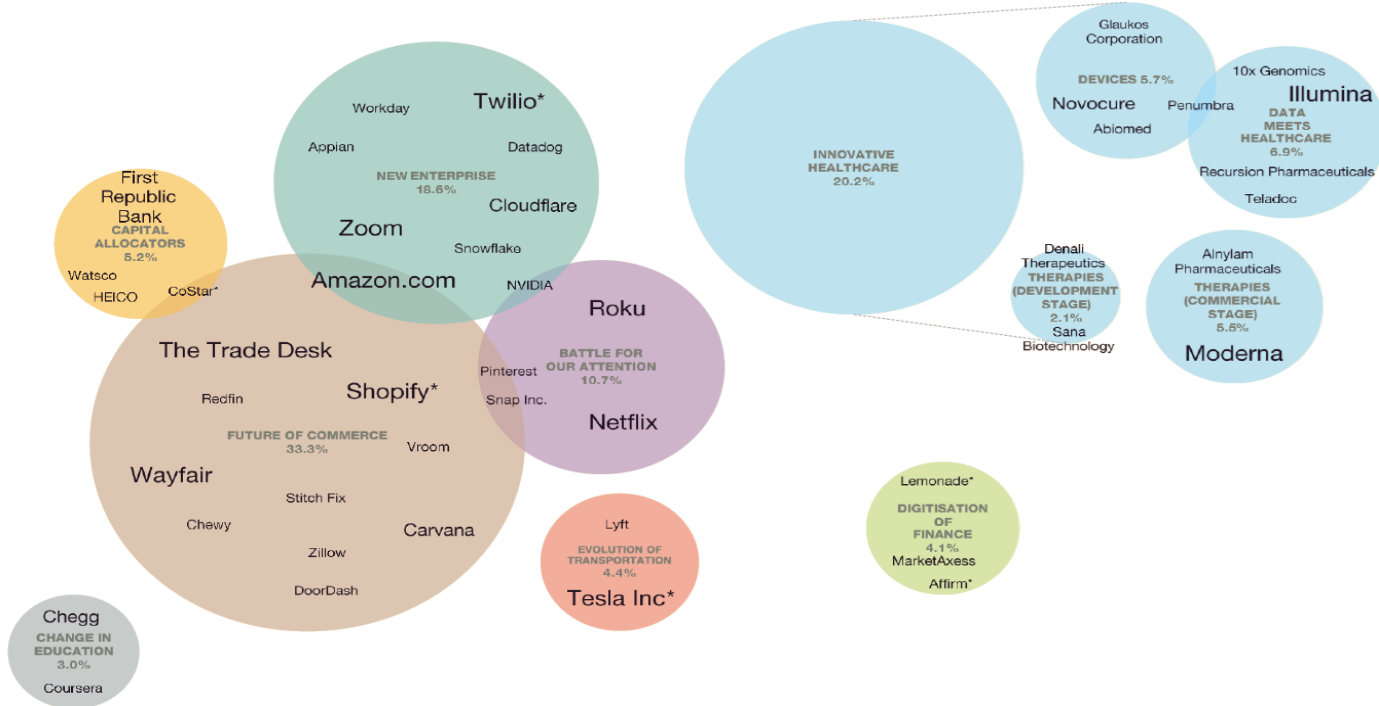 Glaukos
Corporation
DEVICES 5.7%
Novocure
Penumbra
Abiomed
10x Genomics
Illumina
DATA
MEETS
HEALTHCARE
6.9%
Recursion Pharmaceuticals
Teladoc
Workday
Twilio*
Appian
Datadog
NEW ENTERPRISE
18.6%
Cloudflare
Zoom
Snowflake
Amazon.com
NVIDIA
INNOVATIVE
HEALTHCARE
20.2%
First
Republic
Bank
CAPITAL
ALLOCATORS
5.2%
Watsco
HEICO
CoStar*
Denali
Therapeutics
THERAPIES
(DEVELOPMENT
STAGE)
2.1%
Sana
Biotechnology
Alnylam
Pharmaceuticals
THERAPIES
(COMMERCIAL
STAGE)
5.5%
Moderna
Roku
BATTLE FOR
OUR ATTENTION
10.7%
Pinterest
Snap Inc.
Netflix
The Trade Desk
Shopify*
Redfin
FUTURE OF COMMERCE
33.3%
Vroom
Wayfair
Stitch Fix
Chewy
Carvana
Zillow
DoorDash
Lyft
EVOLUTION OF
TRANSPORTATION
4.4%
Tesla Inc*
Lemonade*
DIGITISATION
OF
FINANCE
4.1%
MarketAxess
Affirm*
Chegg
CHANGE IN
EDUCATION
3.0%
Coursera